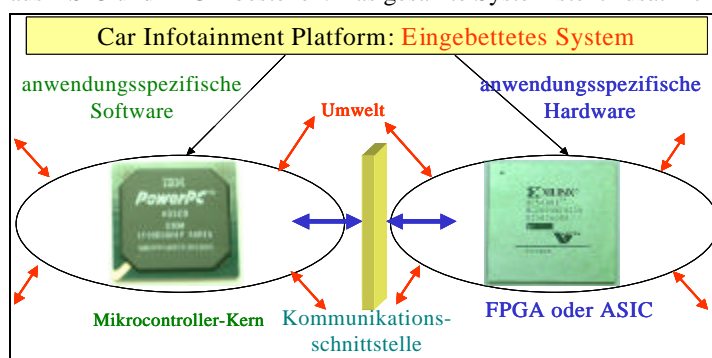 Car Infotainment Platform: Eingebettetes System
anwendungsspezifische
Software
anwendungsspezifische
Hardware
Umwelt
IBM
PowerPC
XILINX
Mikrocontroller-Kern
Kommunikations-
schnittstelle
FPGA oder ASIC